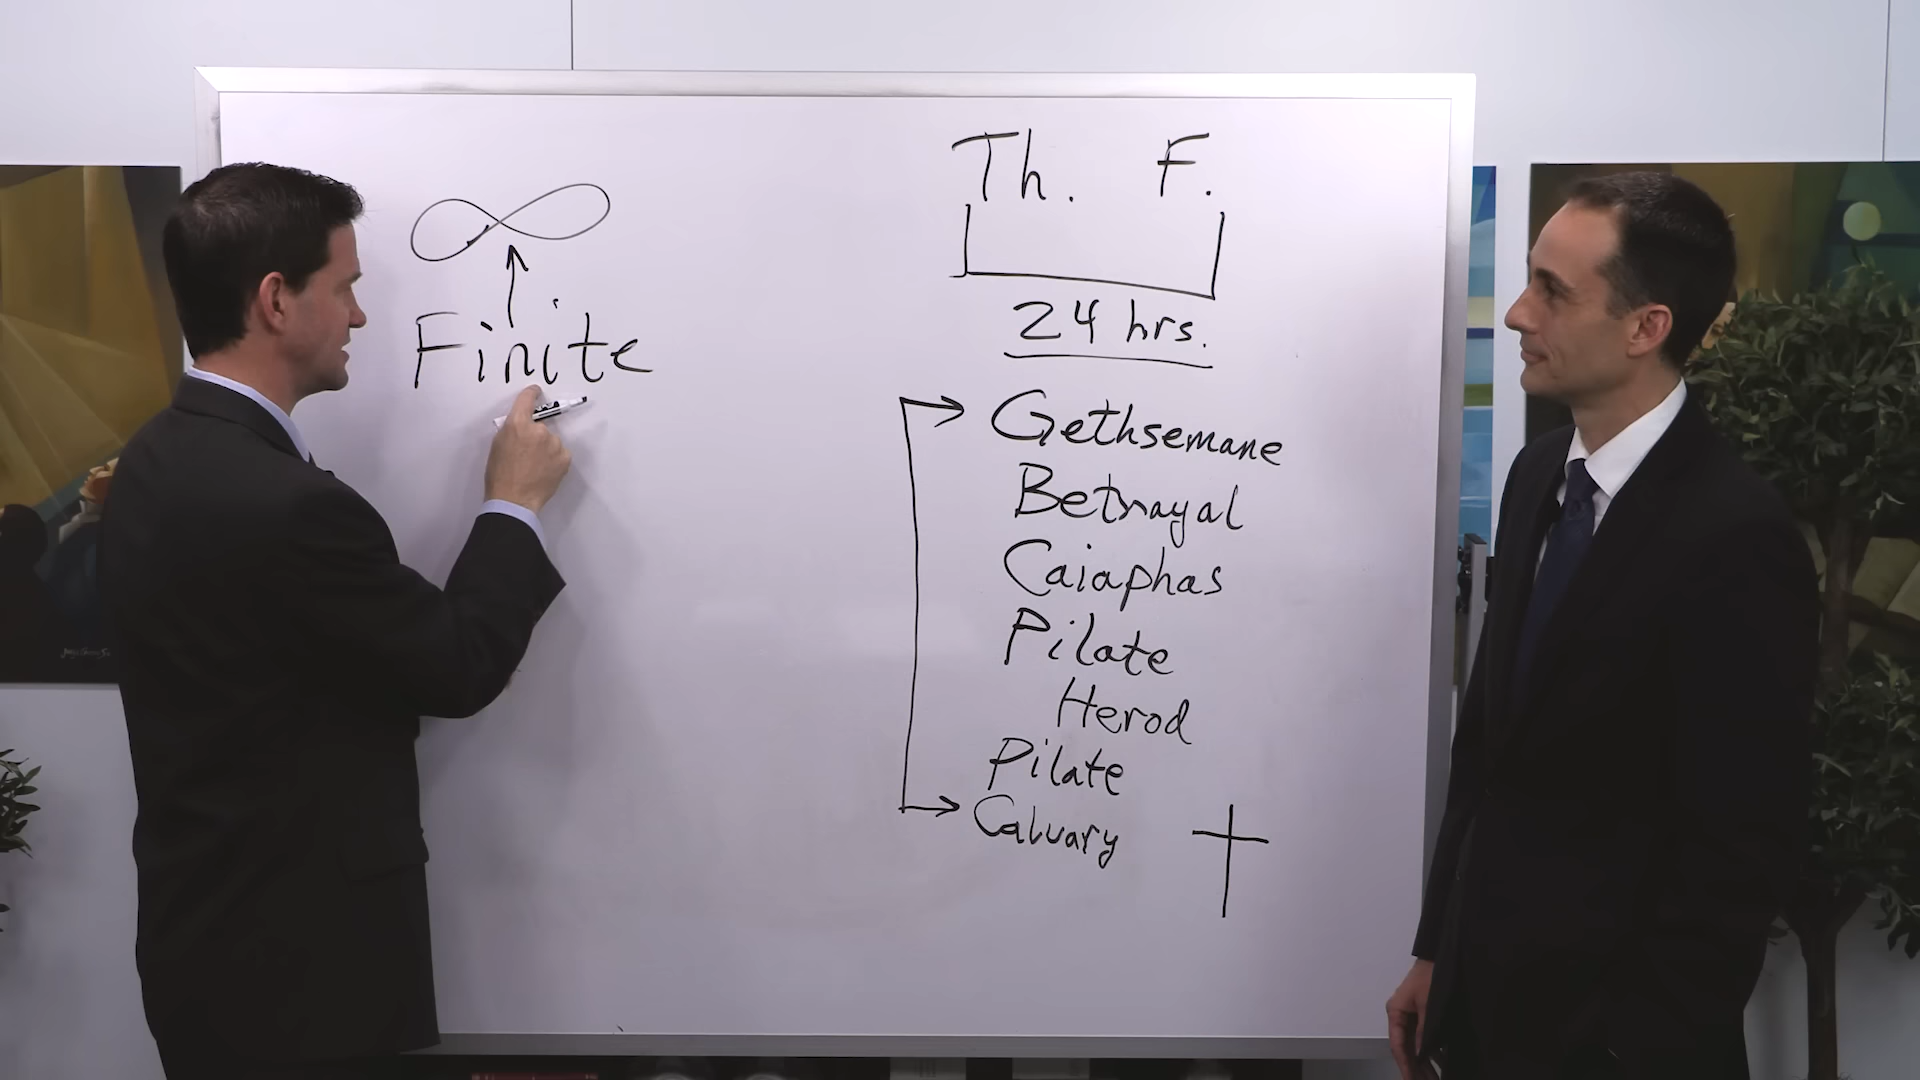 ∞
Finite
Th. F.
24 hrs.
Gethsemane
Betrayal
Caiaphas
Pilate
Herod
Pilate
Calvary